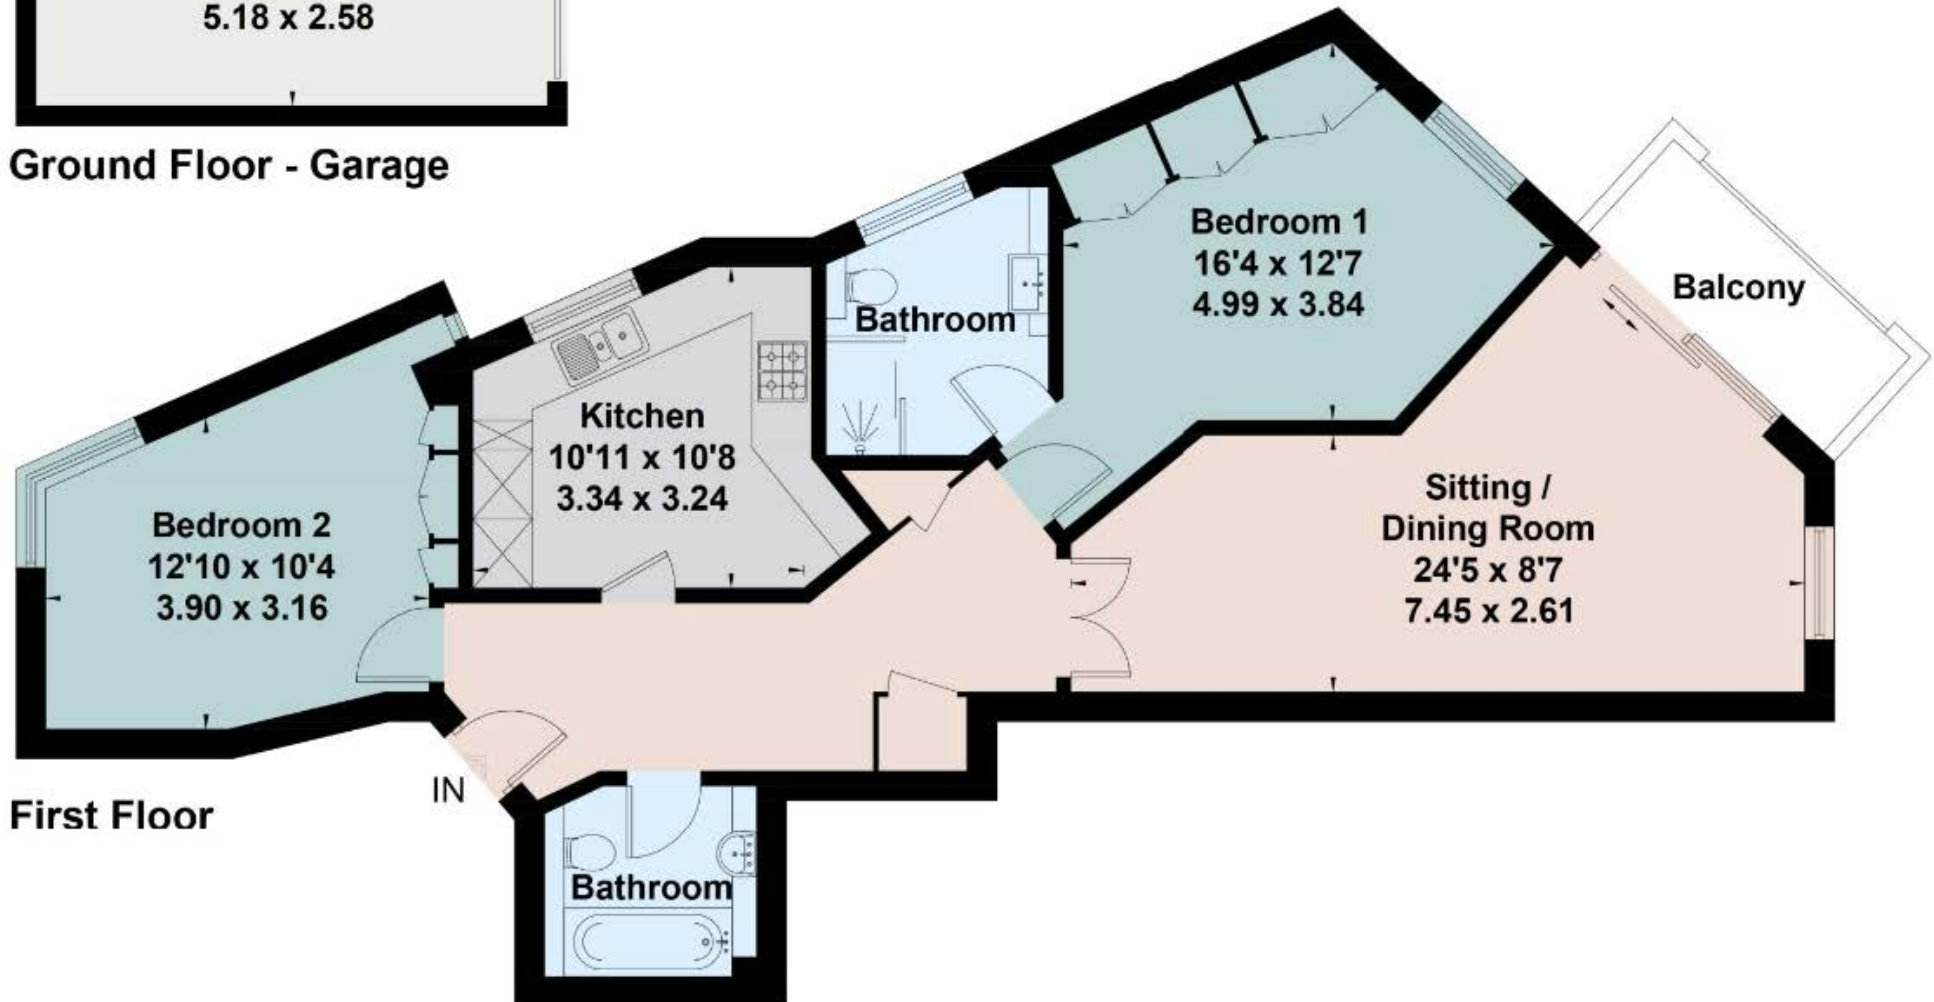 5.18 x 2.58
Ground Floor - Garage
Bedroom 1
16'4 x 12'7
4.99 x 3.84
Balcony
Bathroom
Kitchen
10'11 x 10'8
3.34 x 3.24
Bedroom 2
12'10 x 10'4
3.90 x 3.16
Sitting /
Dining Room
24'5 x 8'7
7.45 x 2.61
IN
First Floor
Bathroom